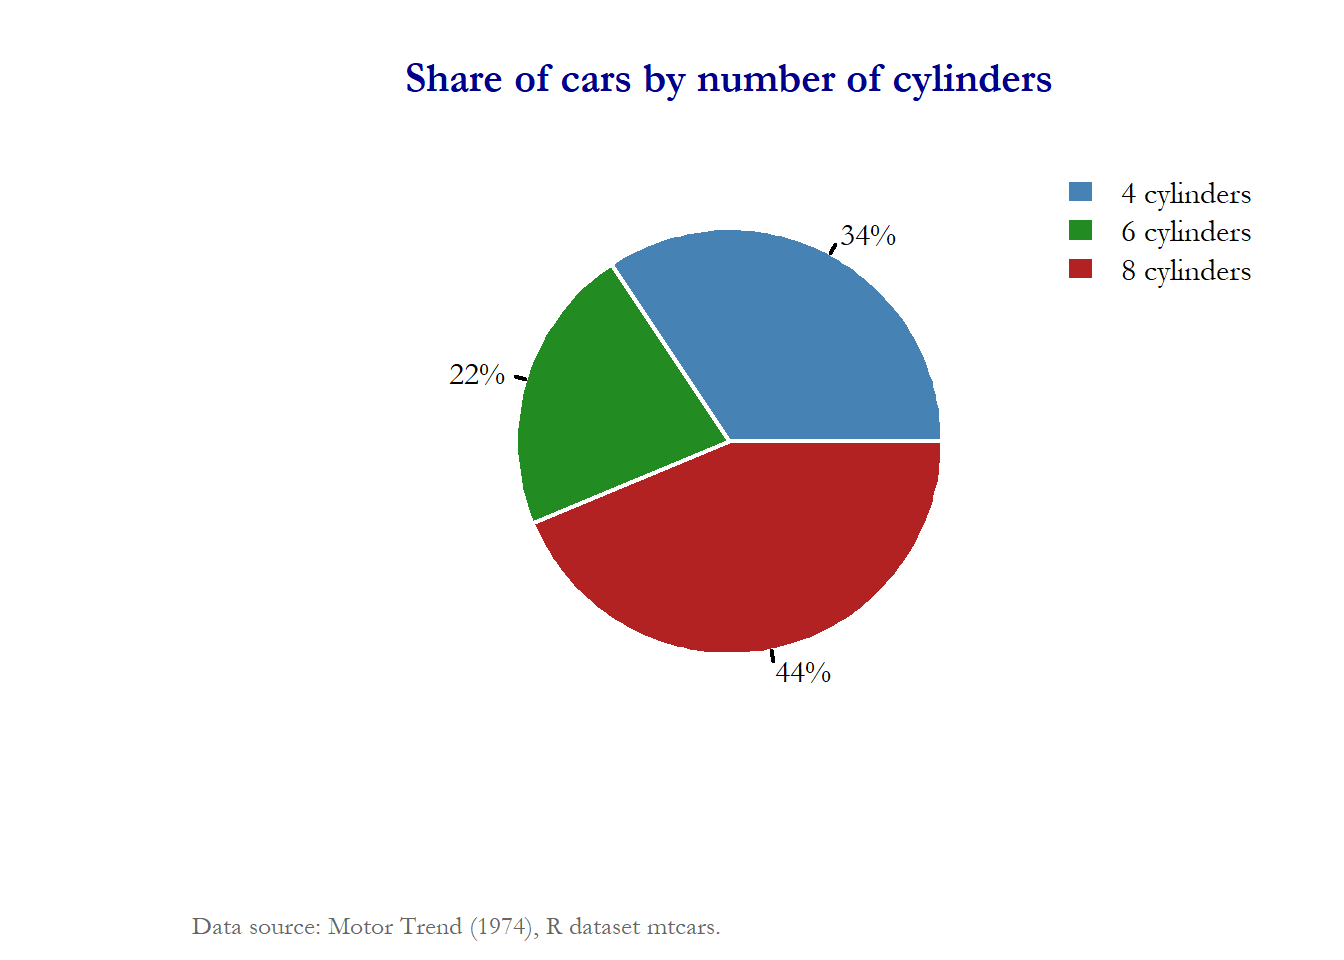 Share of cars by number of cylinders
4 cylinders
6 cylinders
8 cylinders
34%
22%
44%
Data source: Motor Trend (1974), R dataset mtcars.